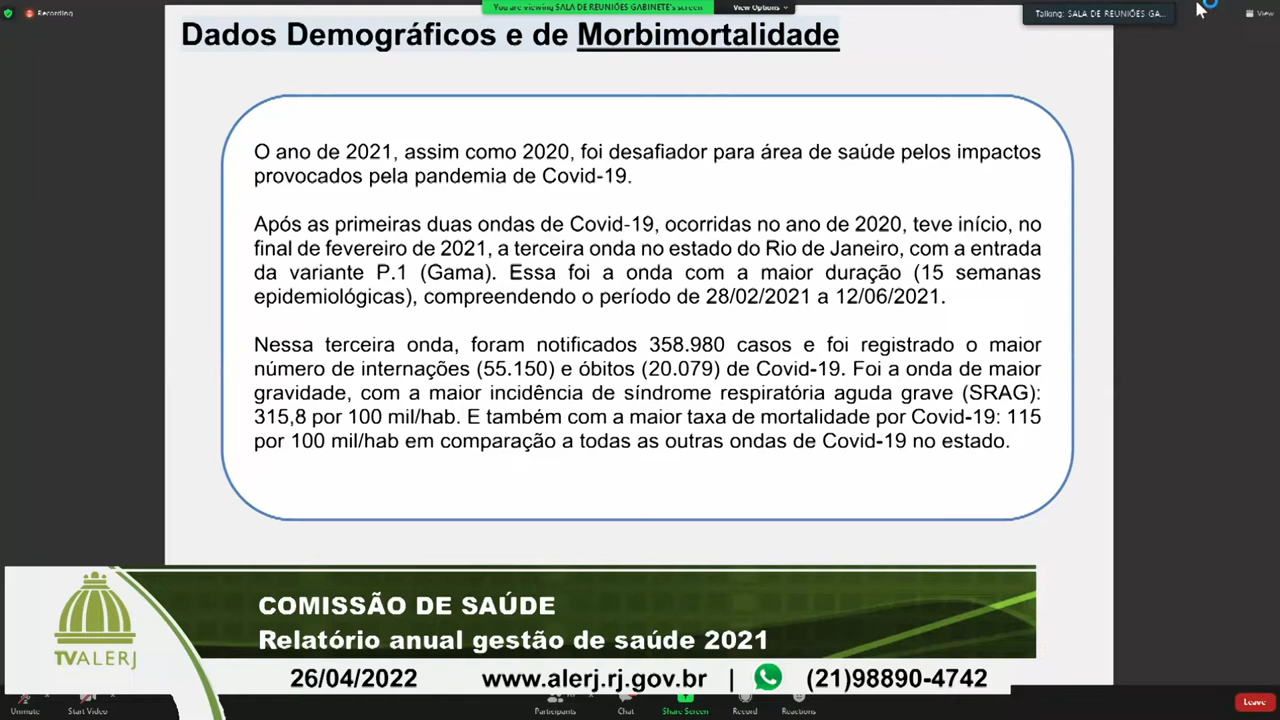 Recording
You are viewing SALA DE REUNIÕES GABINETE's screen
View Options
Talking: SALA DE REUNIÕES GA...
View
Dados Demográficos e de Morbimortalidade
O ano de 2021, assim como 2020, foi desafiador para área de saúde pelos impactos
provocados pela pandemia de Covid-19.
Após as primeiras duas ondas de Covid-19, ocorridas no ano de 2020, teve início, no
final de fevereiro de 2021, a terceira onda no estado do Rio de Janeiro, com a entrada
da variante P.1 (Gama). Essa foi a onda com a maior duração (15 semanas
epidemiológicas), compreendendo o período de 28/02/2021 a 12/06/2021.
Nessa terceira onda, foram notificados 358.980 casos e foi registrado o maior
número de internações (55.150) e óbitos (20.079) de Covid-19. Foi a onda de maior
gravidade, com a maior incidência de síndrome respiratória aguda grave (SRAG):
315,8 por 100 mil/hab. E também com a maior taxa de mortalidade por Covid-19: 115
por 100 mil/hab em comparação a todas as outras ondas de Covid-19 no estado.
COMISSÃO DE SAÚDE
Relatório anual gestão de saúde 2021
TVALERJ
26/04/2022 www.alerj.rj.gov.br | (21)98890-4742
Unmute
Start Video
Participants
Chat
Share Screen
Record
Reactions
Leave